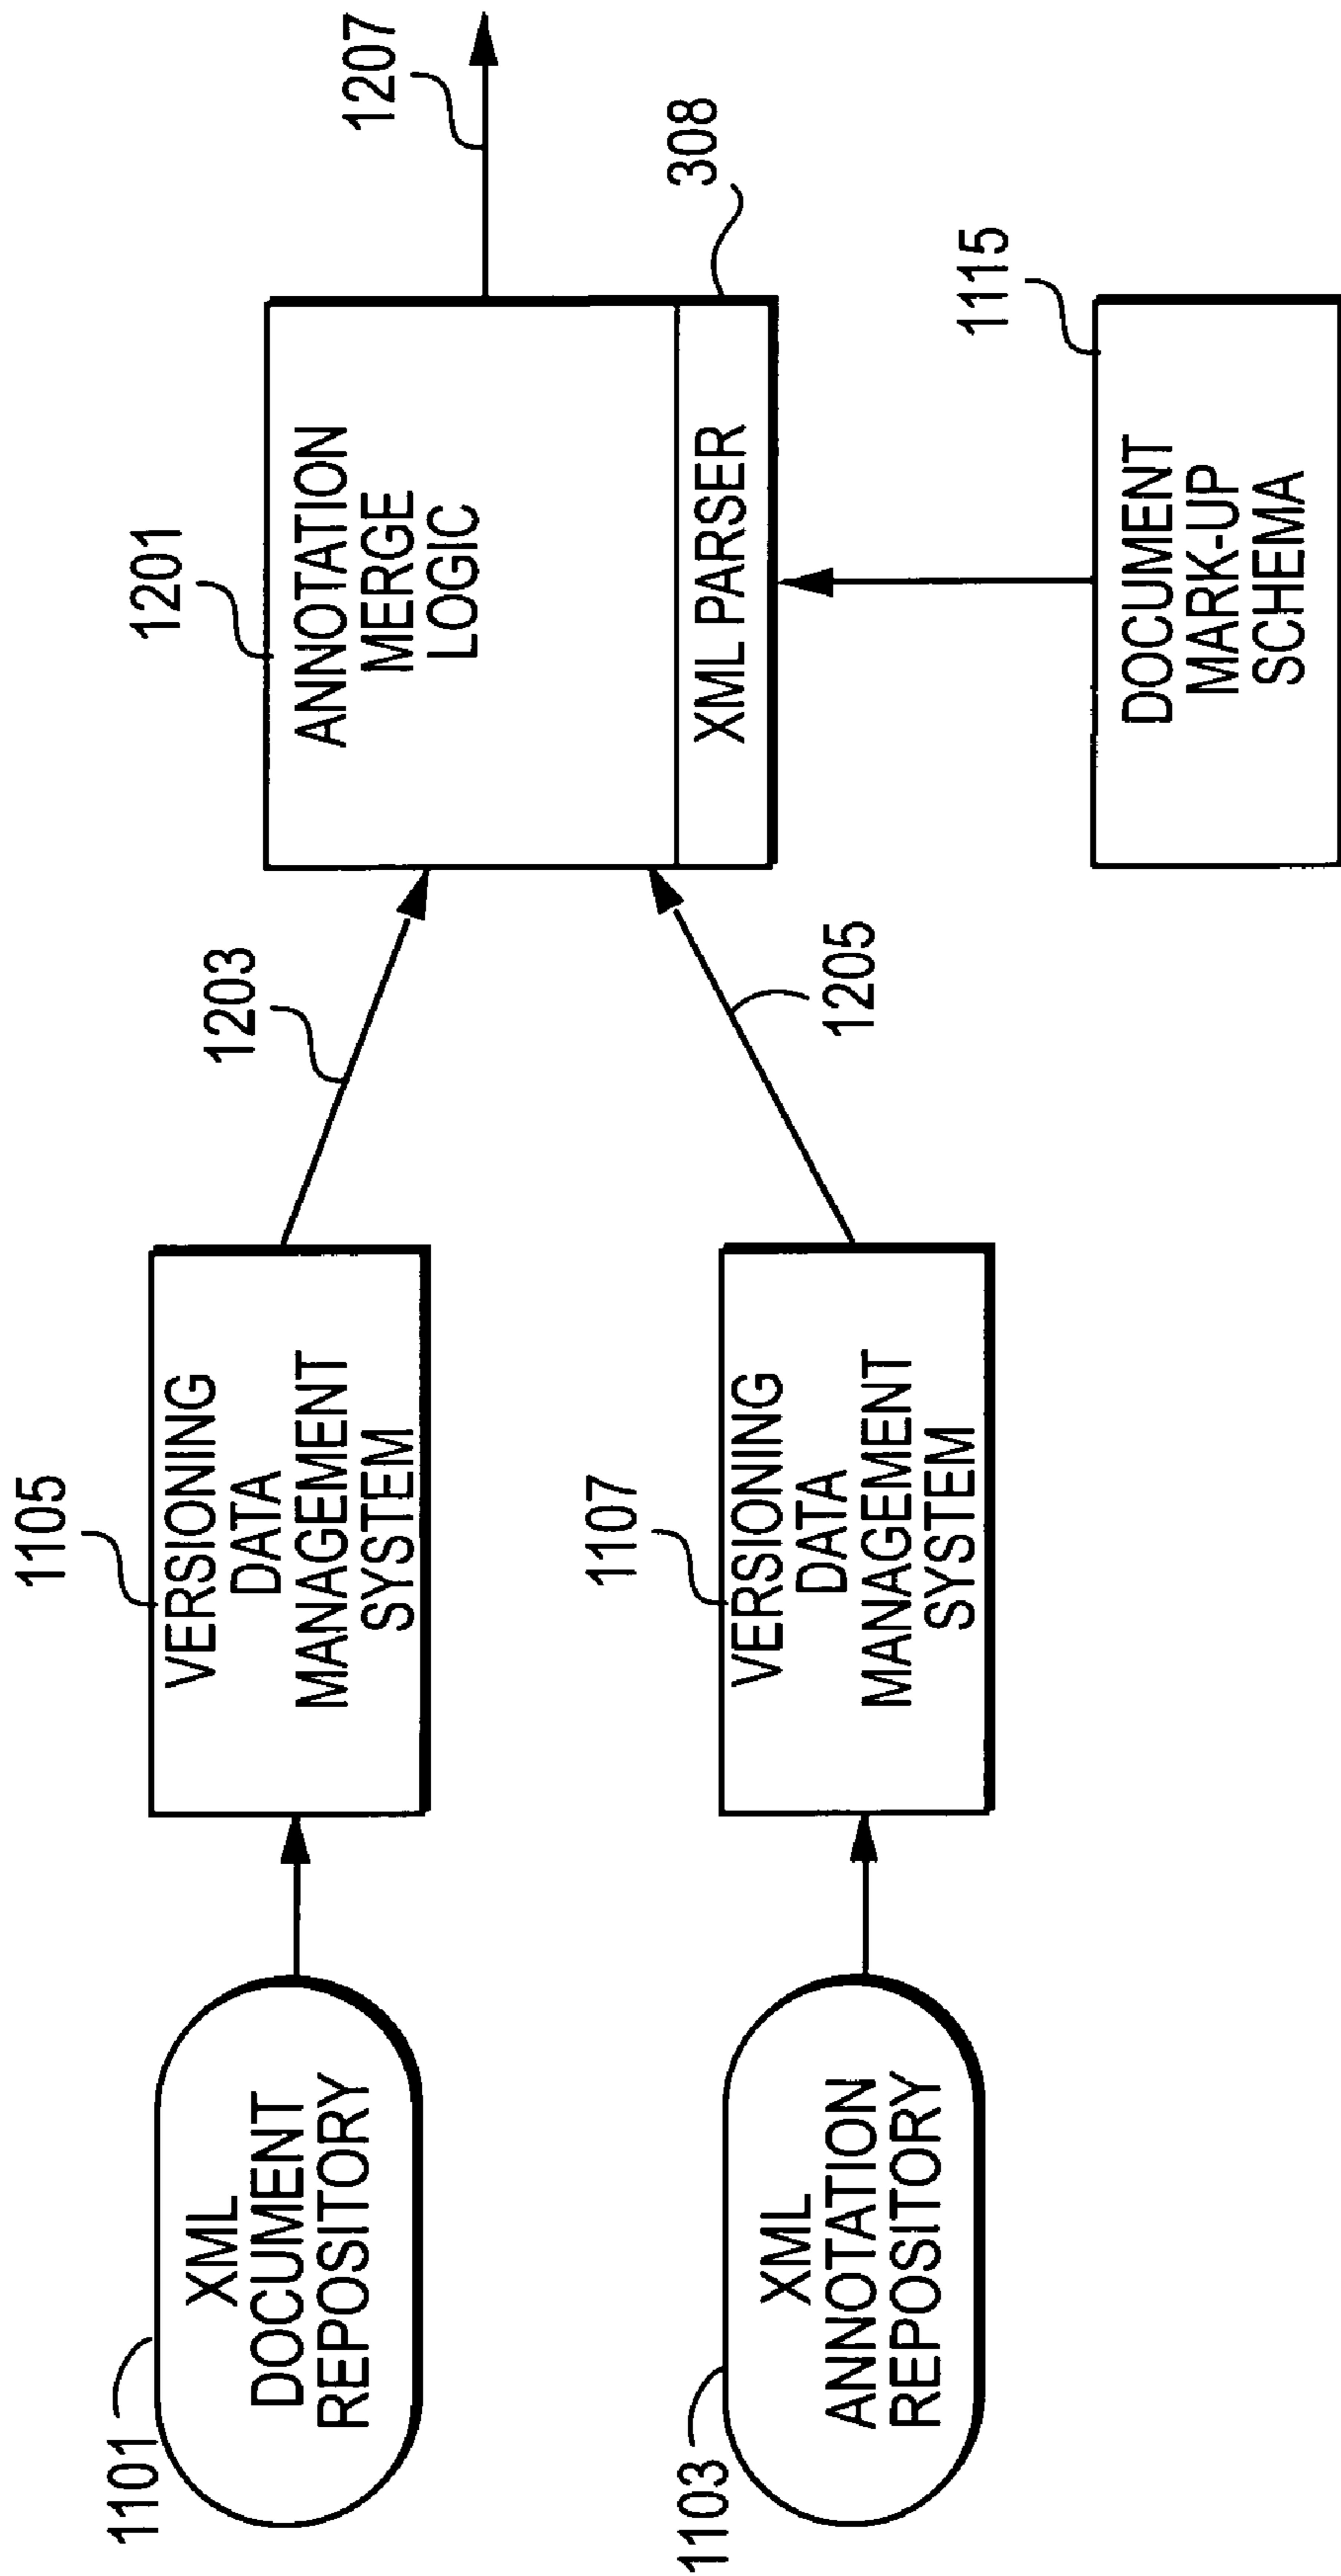 1101
XML
DOCUMENT
REPOSITORY
1105
VERSIONING
DATA
MANAGEMENT
SYSTEM
1203
1201
ANNOTATION
MERGE
LOGIC
XML PARSER
308
1207
1103
XML
ANNOTATION
REPOSITORY
1107
VERSIONING
DATA
MANAGEMENT
SYSTEM
1205
1115
DOCUMENT
MARK-UP
SCHEMA